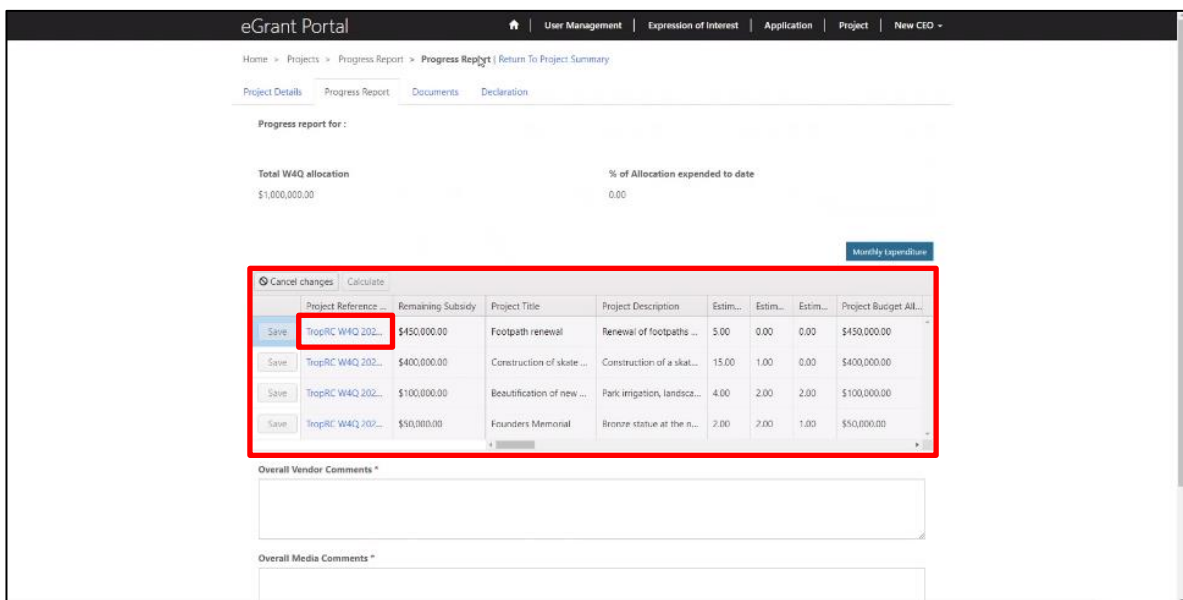 eGrant Portal
User Management | Expression of Interest | Application | Project | New CEO
Home > Projects > Progress Report > Progress Report | Return To Project Summary
Project Details Progress Report Documents Declaration
Progress report for :
Total W4Q allocation % of Allocation expended to date
$1,000,000.00 0.00
Monthly Expenditure
Cancel changes Calculate
Project Reference ... Remaining Subsidy Project Title Project Description Estim... Estim... Estim... Project Budget All...
Save TropRC W4Q 202... $450,000.00 Footpath renewal Renewal of footpaths ... 5.00 0.00 0.00 $450,000.00
Save TropRC W4Q 202... $400,000.00 Construction of skate ... Construction of a skat... 15.00 1.00 0.00 $400,000.00
Save TropRC W4Q 202... $100,000.00 Beautification of new ... Park irrigation, landsca... 4.00 2.00 2.00 $100,000.00
Save TropRC W4Q 202... $50,000.00 Founders Memorial Bronze statue at the n... 2.00 2.00 1.00 $50,000.00
Overall Vendor Comments *
Overall Media Comments *